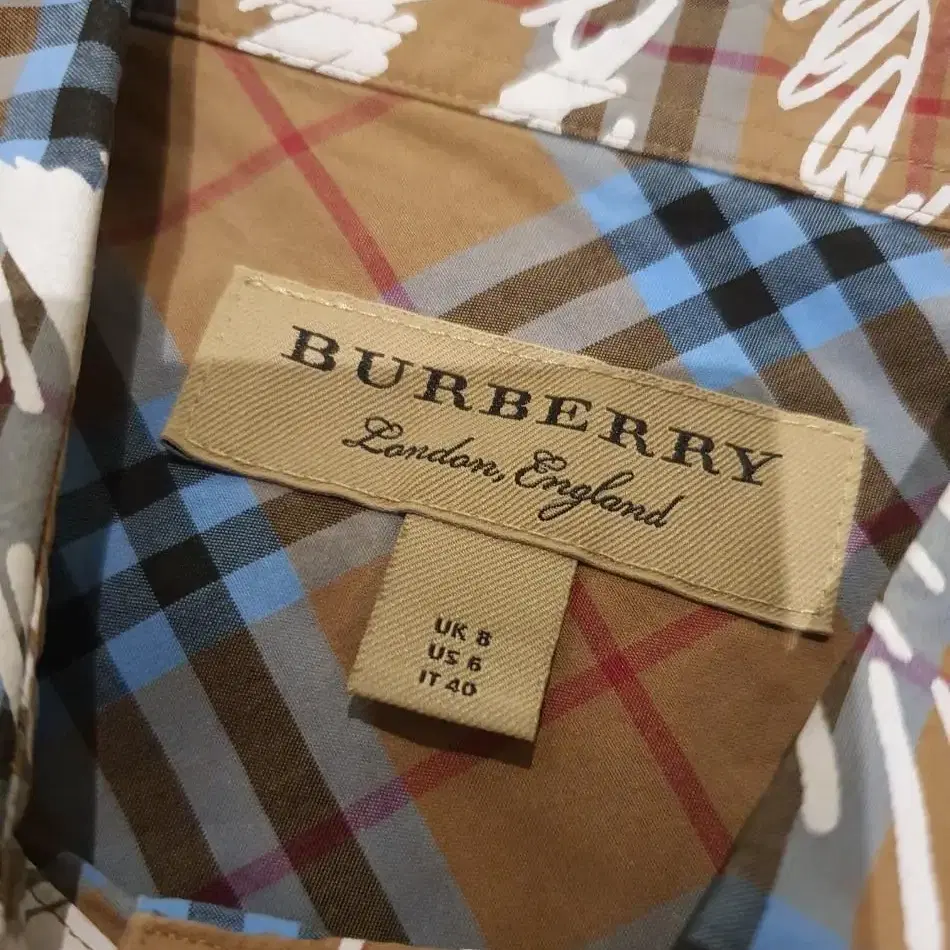 BURBERRY
London, England
UK 8
US 6
IT 40